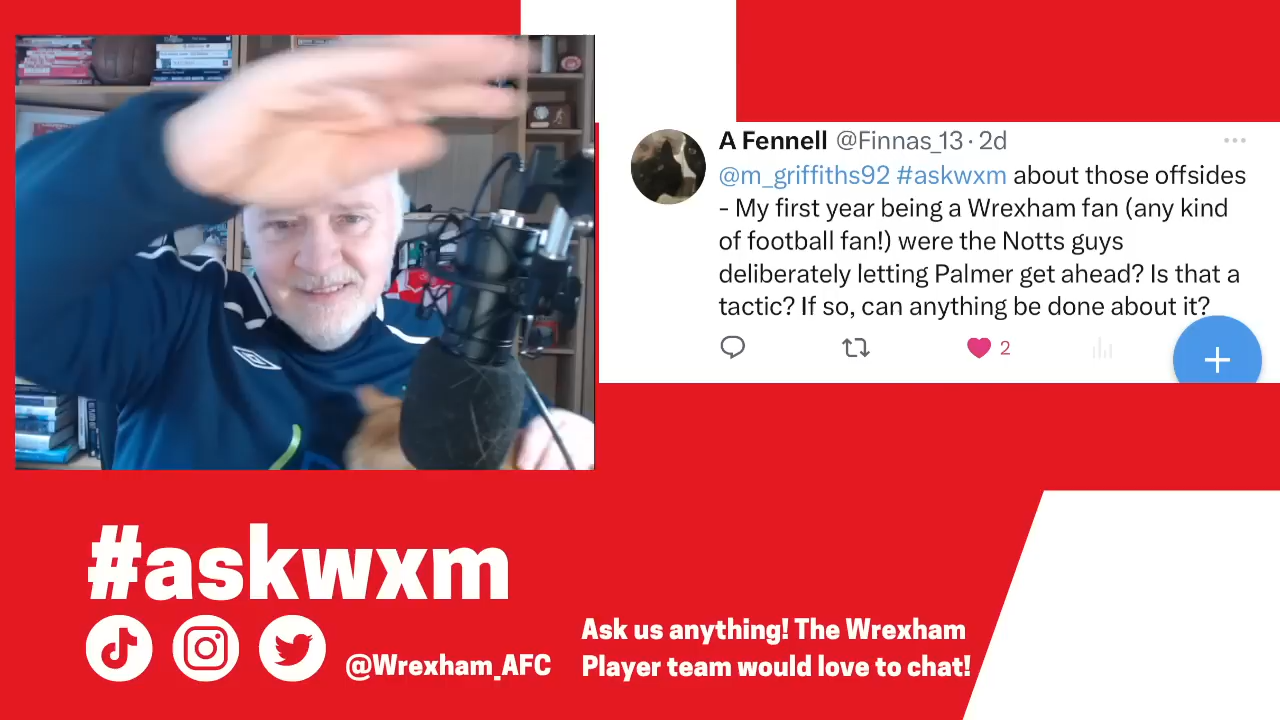 A Fennell @Finnas_13 · 2d
@m_griffiths92 #askwxm about those offsides
- My first year being a Wrexham fan (any kind
of football fan!) were the Notts guys
deliberately letting Palmer get ahead? Is that a
tactic? If so, can anything be done about it?
2
#askwxm
@Wrexham_AFC
Ask us anything! The Wrexham
Player team would love to chat!